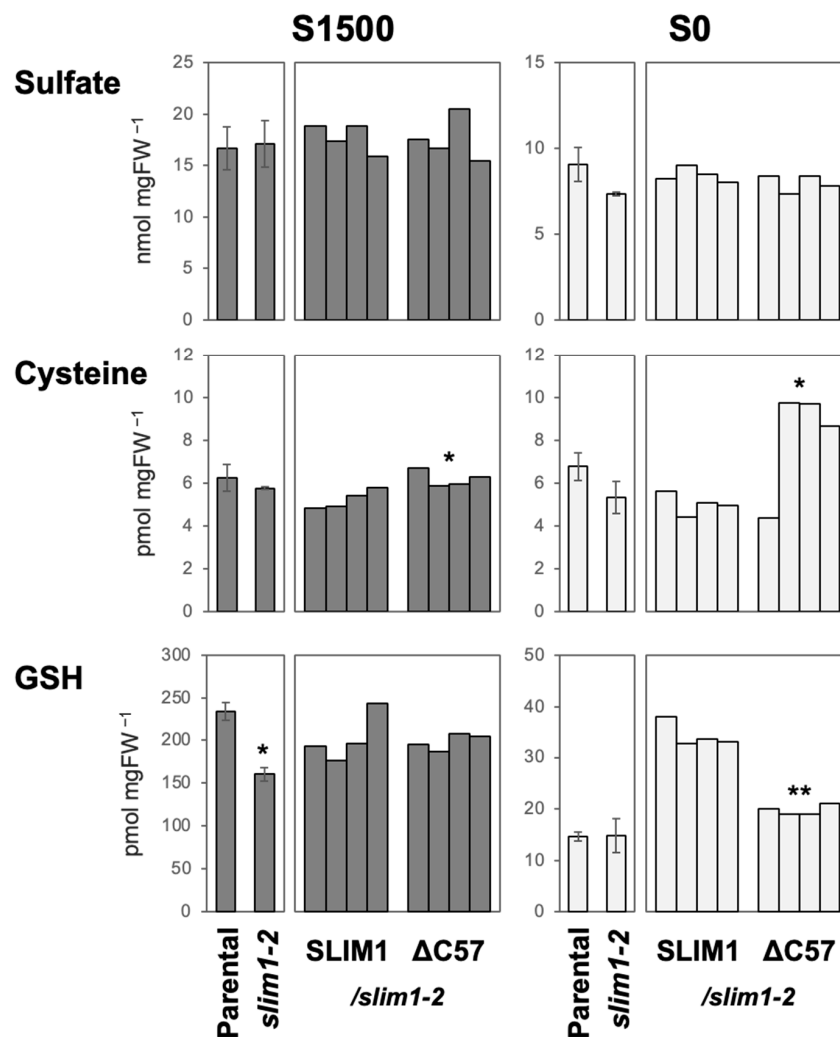 S1500 S0
Sulfate
nmol mgFW⁻¹
25
20
15
10
5
0
15
10
5
0
Cysteine
pmol mgFW⁻¹
12
10
8
6
4
2
0
*
12
10
8
6
4
2
0
*
GSH
pmol mgFW⁻¹
300
250
200
150
100
50
0
*
50
40
30
20
10
0
**
Parental
slim1-2
SLIM1 ΔC57
/slim1-2
Parental
slim1-2
SLIM1 ΔC57
/slim1-2